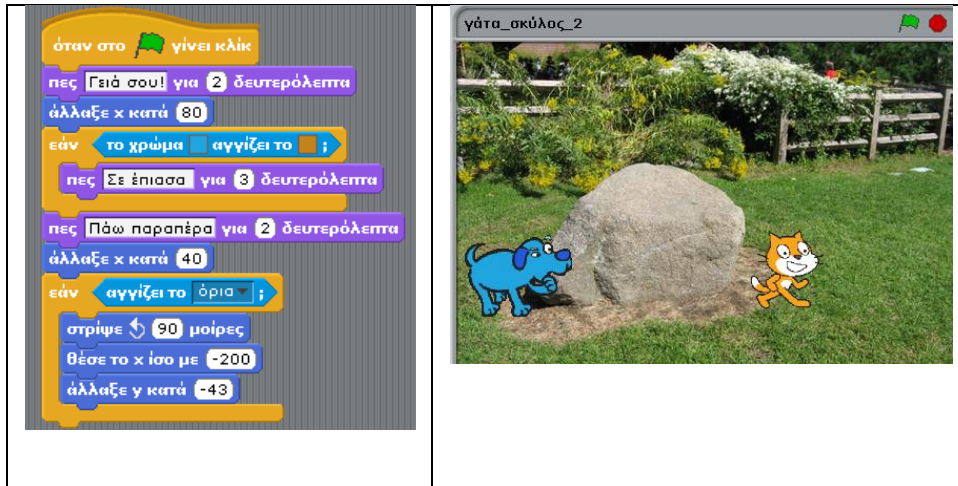 όταν στο γίνει κλίκ
πες Γειά σου! για 2 δευτερόλεπτα
άλλαξε x κατά 80
εάν το χρώμα αγγίζει το ;
πες Σε έπιασα για 3 δευτερόλεπτα
πες Πάω παραπέρα για 2 δευτερόλεπτα
άλλαξε x κατά 40
εάν αγγίζει το όρια ;
στρίψε 90 μοίρες
θέσε το x ίσο με -200
άλλαξε y κατά -43
γάτα_σκύλος_2